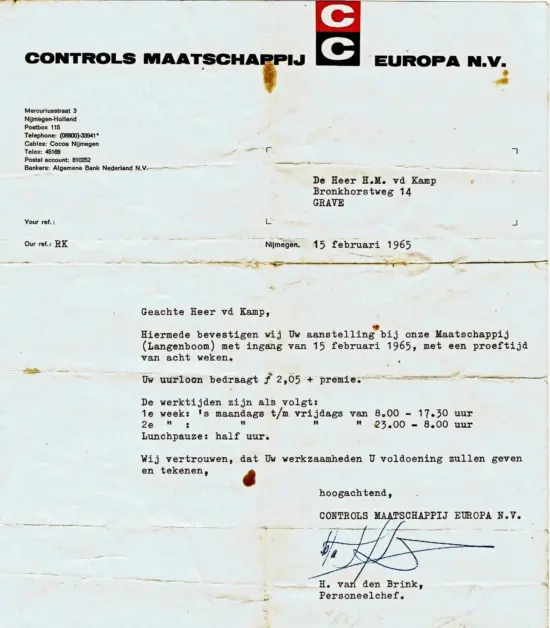 C
C
CONTROLS MAATSCHAPPIJ EUROPA N.V.
Mercuriusstraat 3
Nijmegen-Holland
Postbox 115
Telephone: (08800)-33941*
Cables: Cocos Nijmegen
Telex: 45166
Postal account: 810252
Bankers: Algemene Bank Nederland N.V.
De Heer H.M. vd Kamp
Bronkhorstweg 14
GRAVE
Your ref.:
Our ref.: RK
Nijmegen, 15 februari 1965
Geachte Heer vd Kamp,
Hiermede bevestigen wij Uw aanstelling bij onze Maatschappij
(Langenboom) met ingang van 15 februari 1965, met een proeftijd
van acht weken.
Uw uurloon bedraagt ƒ 2,05 + premie.
De werktijden zijn als volgt:
1e week: 's maandags t/m vrijdags van 8.00 - 17.30 uur
2e " : " " " 23.00 - 8.00 uur
Lunchpauze: half uur.
Wij vertrouwen, dat Uw werkzaamheden U voldoening zullen geven
en tekenen,
hoogachtend,
CONTROLS MAATSCHAPPIJ EUROPA N.V.
H. van den Brink,
Personeelchef.